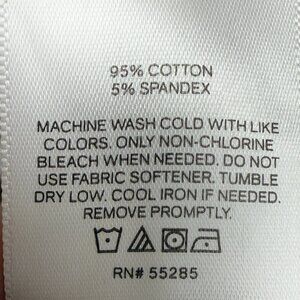 95% COTTON
5% SPANDEX
MACHINE WASH COLD WITH LIKE
COLORS. ONLY NON-CHLORINE
BLEACH WHEN NEEDED. DO NOT
USE FABRIC SOFTENER. TUMBLE
DRY LOW. COOL IRON IF NEEDED.
REMOVE PROMPTLY.
RN# 55285